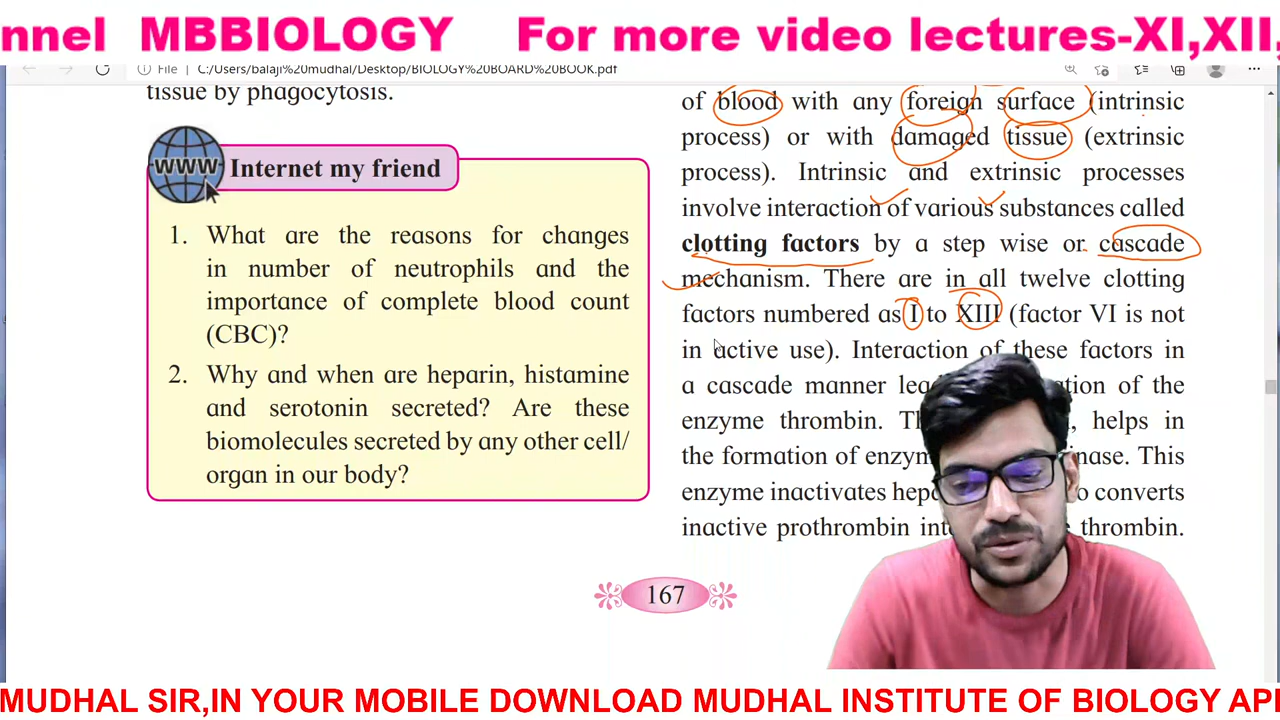 nnel MBBIOLOGY For more video lectures-XI,XII,
File C:/Users/balaji%20mudhal/Desktop/BIOLOGY%20BOARD%20BOOK.pdf
tissue by phagocytosis.
www Internet my friend
1. What are the reasons for changes
in number of neutrophils and the
importance of complete blood count
(CBC)?
2. Why and when are heparin, histamine
and serotonin secreted? Are these
biomolecules secreted by any other cell/
organ in our body?
of blood with any foreign surface (intrinsic
process) or with damaged tissue (extrinsic
process). Intrinsic and extrinsic processes
involve interaction of various substances called
clotting factors by a step wise or cascade
mechanism. There are in all twelve clotting
factors numbered as I to XIII (factor VI is not
in active use). Interaction of these factors in
a cascade manner of the
enzyme thrombin. helps in
the formation of This
enzyme inactivates converts
inactive prothrombin thrombin.
167
MUDHAL SIR,IN YOUR MOBILE DOWNLOAD MUDHAL INSTITUTE OF BIOLOGY AP